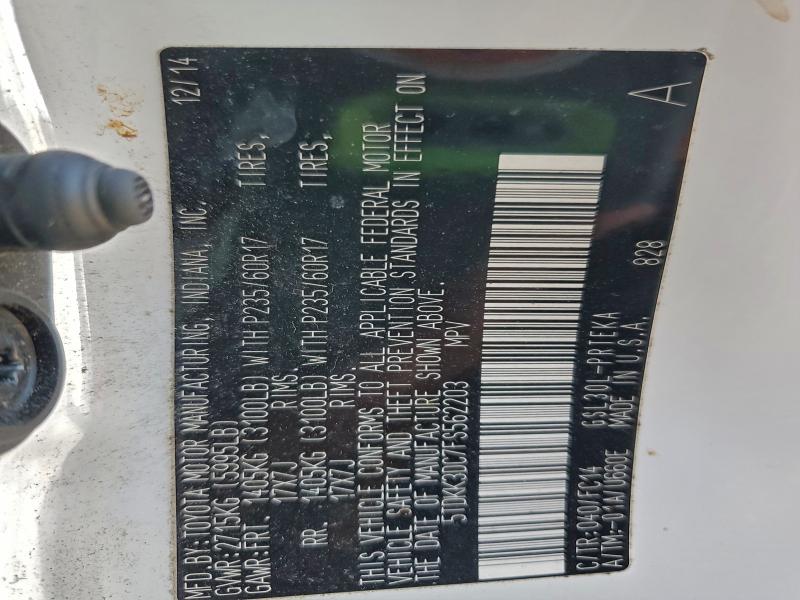 MFD BY: TOYOTA MOTOR MANUFACTURING, INDIANA, INC. 12/14
GVWR: 2715KG (5985LB)
GAWR: FRT 1405KG (3100LB) WITH P235/60R17 TIRES,
17X7J RIMS
RR. 1405KG (3100LB) WITH P235/60R17 TIRES,
17X7J RIMS
THIS VEHICLE CONFORMS TO ALL APPLICABLE FEDERAL MOTOR
VEHICLE SAFETY AND THEFT PREVENTION STANDARDS IN EFFECT ON
THE DATE OF MANUFACTURE SHOWN ABOVE.
5TDKK3DC7FS562203 MPV
C/TR: 040/FC14 GSL30L-PRTEKA
A/TM: -01A/U660E MADE IN U.S.A. 828
A